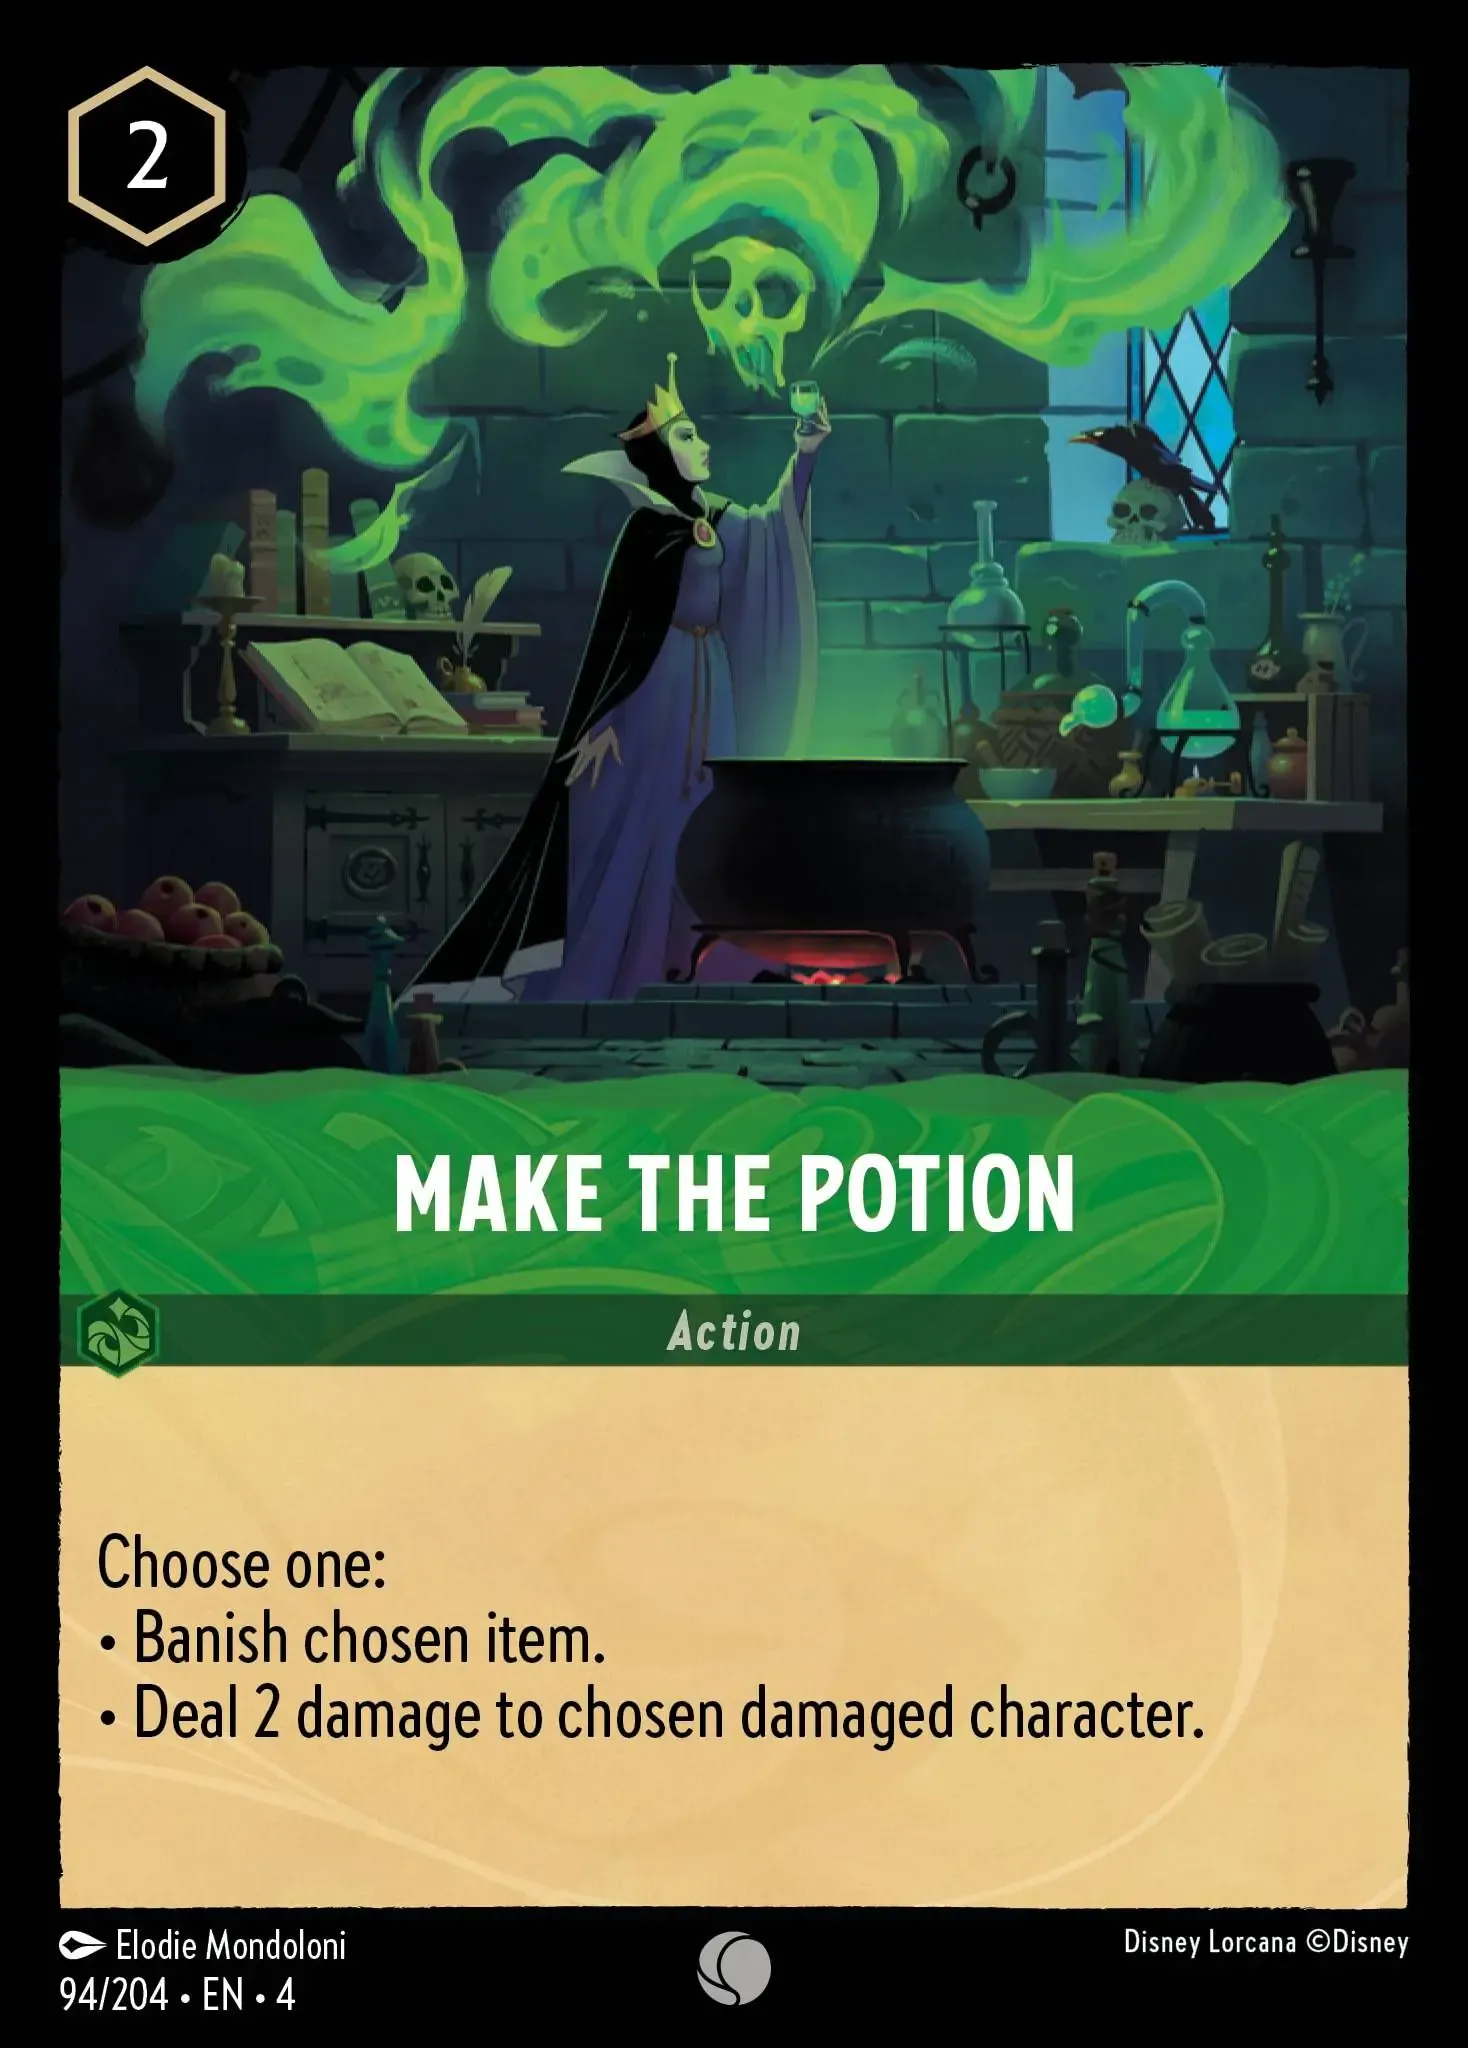 2
MAKE THE POTION
Action
Choose one:
• Banish chosen item.
• Deal 2 damage to chosen damaged character.
Elodie Mondoloni
Disney Lorcana ©Disney
94/204 • EN • 4